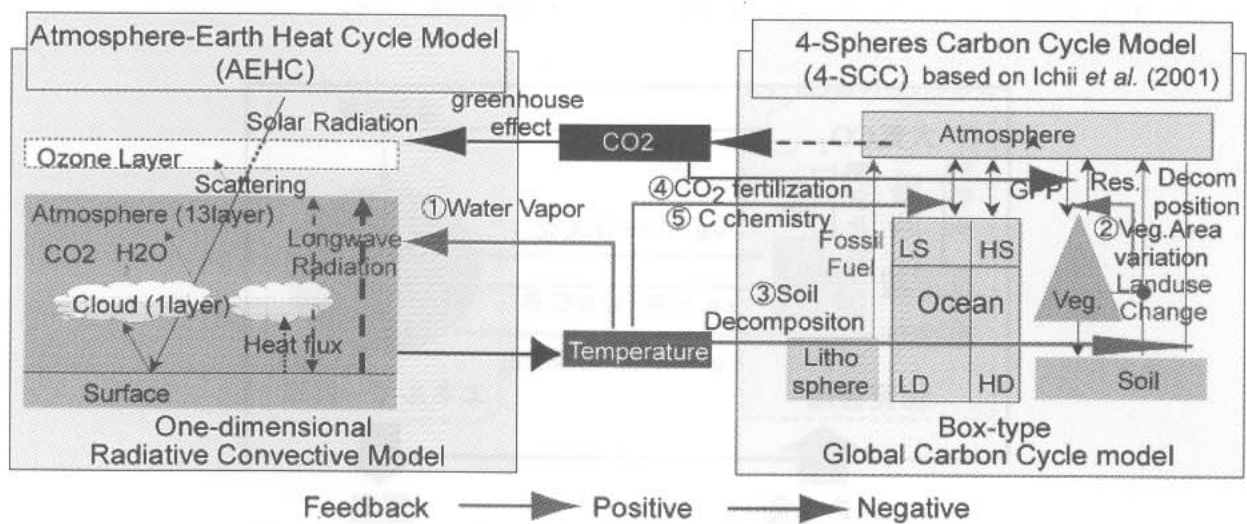 Atmosphere-Earth Heat Cycle Model
(AEHC)
Solar Radiation
Ozone Layer
Scattering
Atmosphere (13layer)
CO2
H2O
Longwave
Radiation
Cloud (1layer)
Heat flux
Surface
One-dimensional
Radiative Convective Model
greenhouse
effect
CO2
①Water Vapor
④CO2 fertilization
⑤ C chemistry
③Soil
Decompositon
Temperature
4-Spheres Carbon Cycle Model
(4-SCC) based on Ichii et al. (2001)
Atmosphere
GPP
Res.
Decom
position
Fossil
Fuel
LS
HS
Ocean
LD
HD
②Veg.Area
variation
Landuse
Change
Veg.
Litho
sphere
Soil
Box-type
Global Carbon Cycle model
Feedback
Positive
Negative